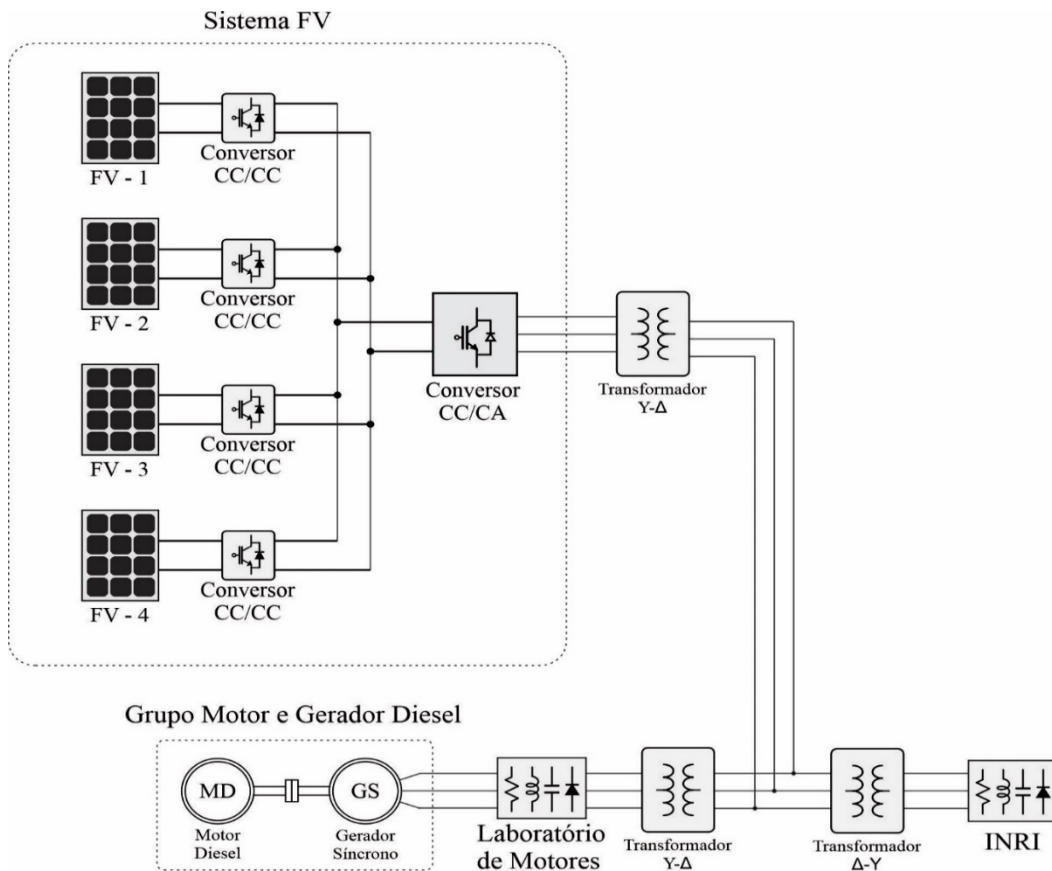 Sistema FV
FV - 1
Conversor
CC/CC
FV - 2
Conversor
CC/CC
FV - 3
Conversor
CC/CC
FV - 4
Conversor
CC/CC
Conversor
CC/CA
Transformador
Y-Δ
Grupo Motor e Gerador Diesel
MD
Motor
Diesel
GS
Gerador
Síncrono
Laboratório
de Motores
Transformador
Y-Δ
Transformador
Δ-Y
INRI